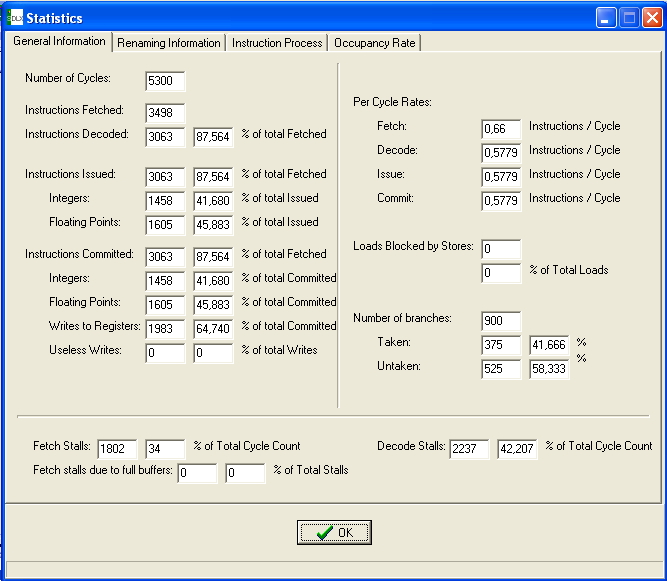 DLX Statistics
General Information Renaming Information Instruction Process Occupancy Rate
Number of Cycles: 5300
Instructions Fetched: 3498
Instructions Decoded: 3063 87,564 % of total Fetched
Instructions Issued: 3063 87,564 % of total Fetched
Integers: 1458 41,680 % of total Issued
Floating Points: 1605 45,883 % of total Issued
Instructions Committed: 3063 87,564 % of total Fetched
Integers: 1458 41,680 % of total Committed
Floating Points: 1605 45,883 % of total Committed
Writes to Registers: 1983 64,740 % of total Committed
Useless Writes: 0 0 % of total Writes
Per Cycle Rates:
Fetch: 0,66 Instructions / Cycle
Decode: 0,5779 Instructions / Cycle
Issue: 0,5779 Instructions / Cycle
Commit: 0,5779 Instructions / Cycle
Loads Blocked by Stores: 0
0 % of Total Loads
Number of branches: 900
Taken: 375 41,666 %
Untaken: 525 58,333 %
Fetch Stalls: 1802 34 % of Total Cycle Count
Fetch stalls due to full buffers: 0 0 % of Total Stalls
Decode Stalls: 2237 42,207 % of Total Cycle Count
OK